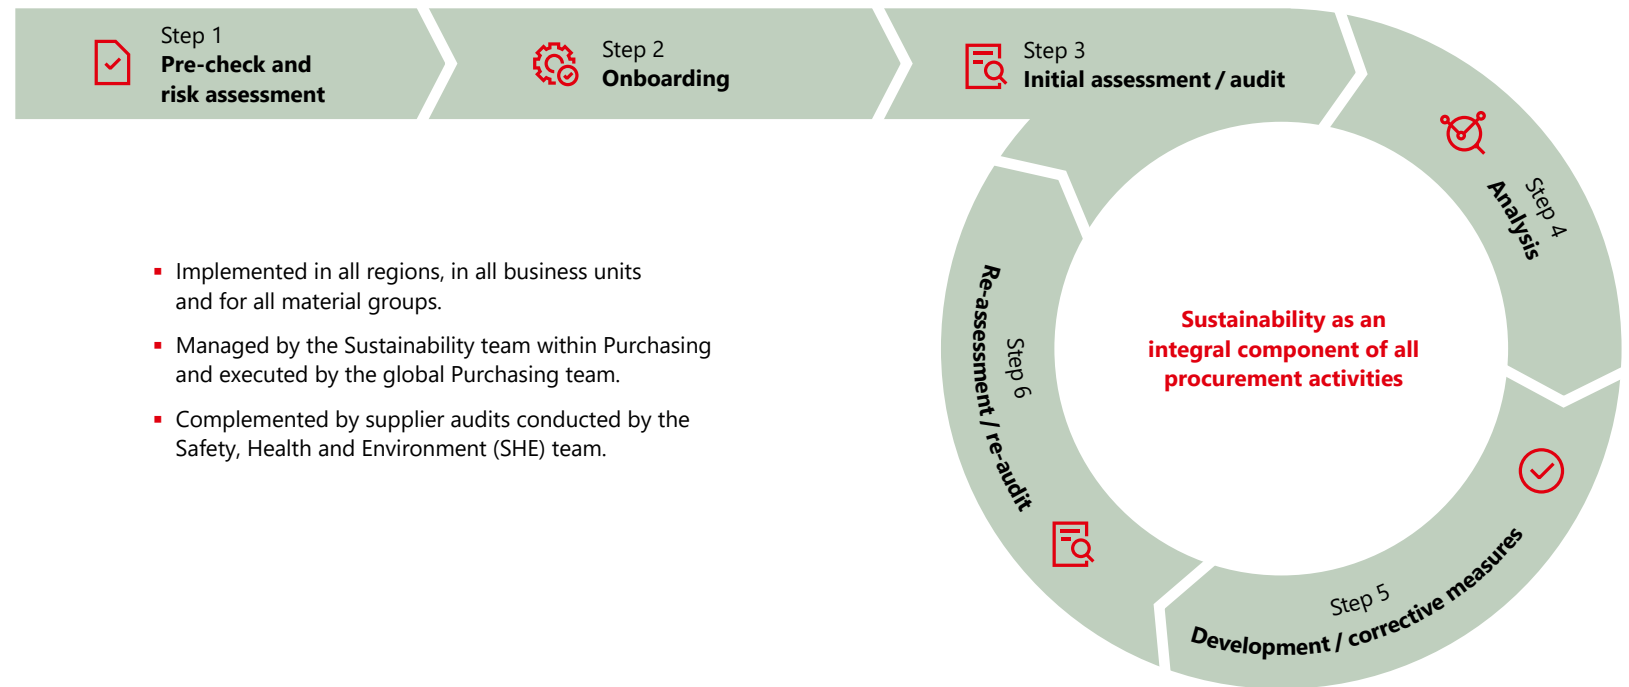 Step 1
Pre-check and
risk assessment
Step 2
Onboarding
Step 3
Initial assessment / audit
Step 4
Analysis
Step 5
Development / corrective measures
Step 6
Re-assessment / re-audit
Sustainability as an
integral component of all
procurement activities
▪ Implemented in all regions, in all business units
and for all material groups.
▪ Managed by the Sustainability team within Purchasing
and executed by the global Purchasing team.
▪ Complemented by supplier audits conducted by the
Safety, Health and Environment (SHE) team.